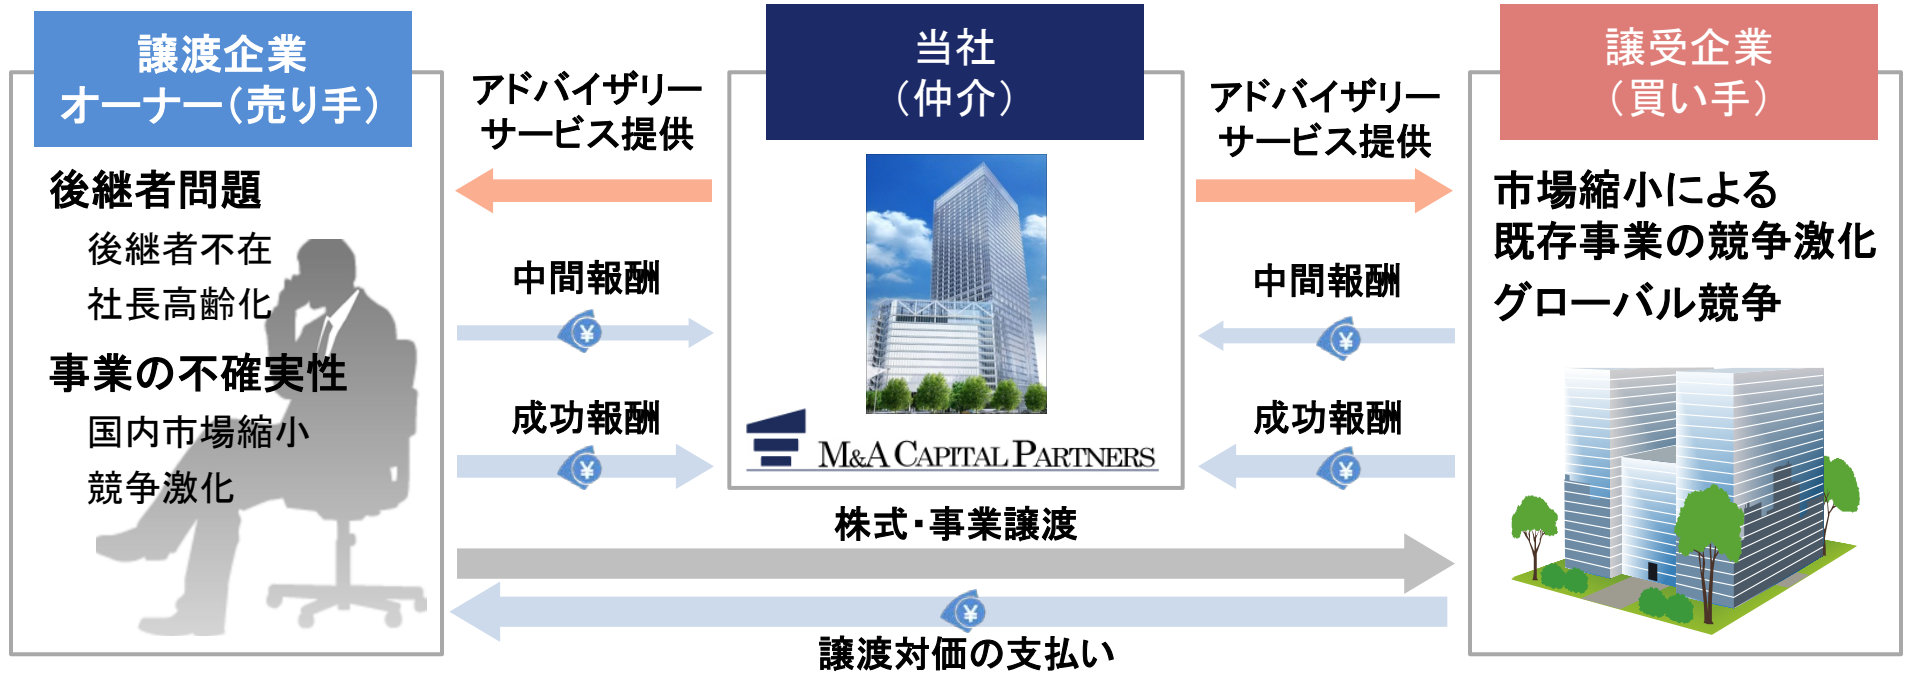 譲渡企業
オーナー（売り手）
後継者問題
後継者不在
社長高齢化
事業の不確実性
国内市場縮小
競争激化
アドバイザリー
サービス提供
中間報酬
¥
成功報酬
¥
当社
（仲介）
M&A CAPITAL PARTNERS
アドバイザリー
サービス提供
中間報酬
¥
成功報酬
¥
譲受企業
（買い手）
市場縮小による
既存事業の競争激化
グローバル競争
株式・事業譲渡
¥
譲渡対価の支払い